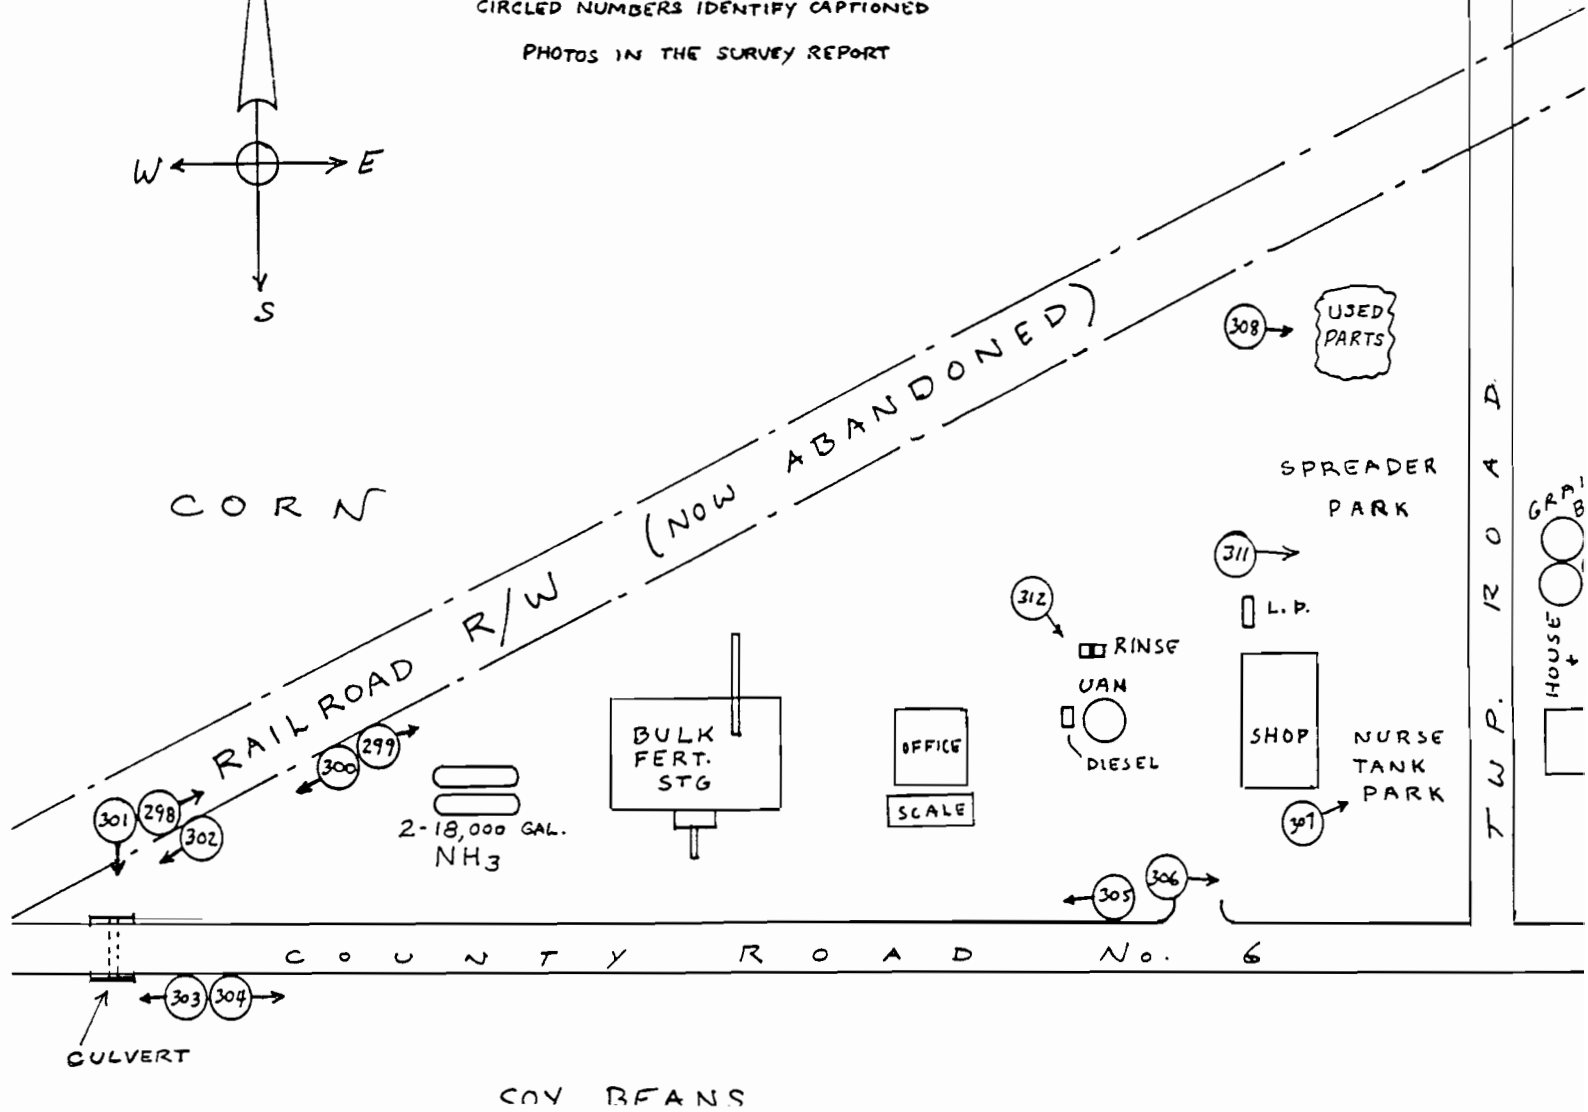 CIRCLED NUMBERS IDENTIFY CAPTIONED
PHOTOS IN THE SURVEY REPORT
W
E
S
CORN
RAILROAD R/W (NOW ABANDONED)
308
USED
PARTS
SPREADER
PARK
TWP. ROAD
311
L.P.
312
RINSE
UAN
DIESEL
SHOP
NURSE
TANK
PARK
307
HOUSE
+
OFFICE
SCALE
BULK
FERT.
STG
2-18,000 GAL.
NH3
299
300
301
298
302
305
306
COUNTY ROAD No. 6
303
304
CULVERT
SOY BEANS